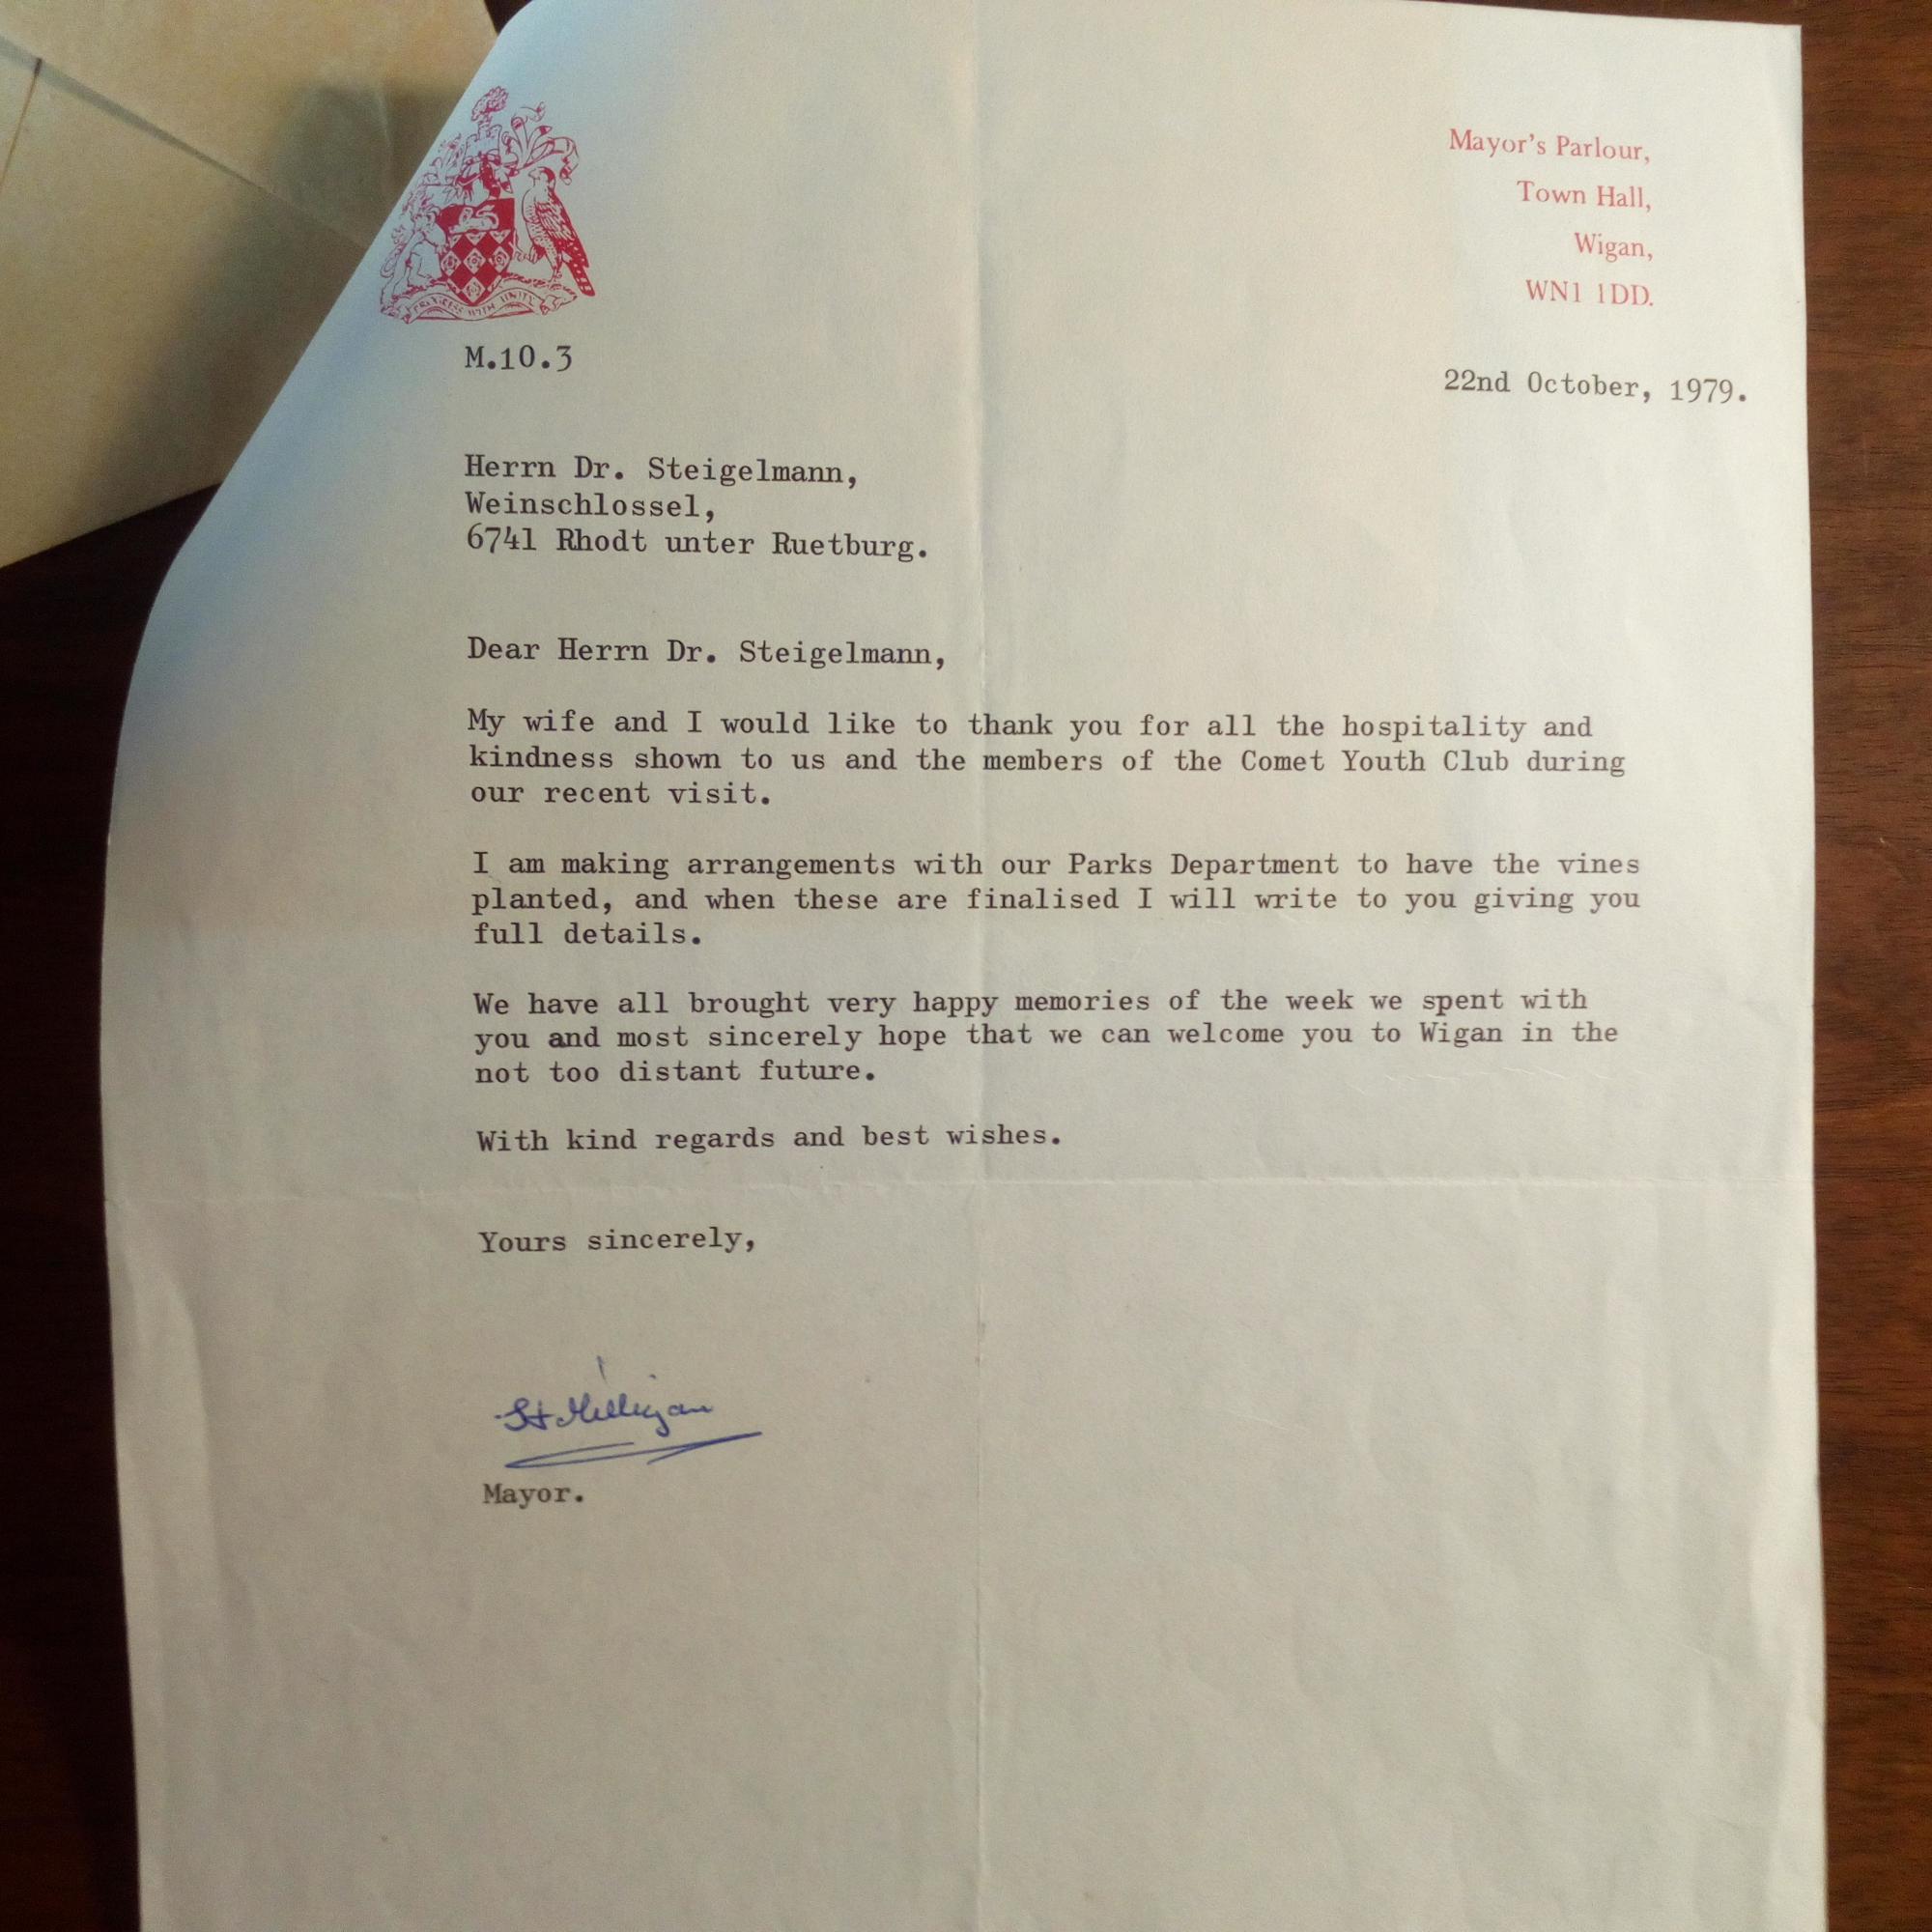 Mayor's Parlour,
Town Hall,
Wigan,
WN1 1DD.
M.10.3
22nd October, 1979.
Herrn Dr. Steigelmann,
Weinschlossel,
6741 Rhodt unter Ruetburg.
Dear Herrn Dr. Steigelmann,
My wife and I would like to thank you for all the hospitality and
kindness shown to us and the members of the Comet Youth Club during
our recent visit.
I am making arrangements with our Parks Department to have the vines
planted, and when these are finalised I will write to you giving you
full details.
We have all brought very happy memories of the week we spent with
you and most sincerely hope that we can welcome you to Wigan in the
not too distant future.
With kind regards and best wishes.
Yours sincerely,
Milligan
Mayor.